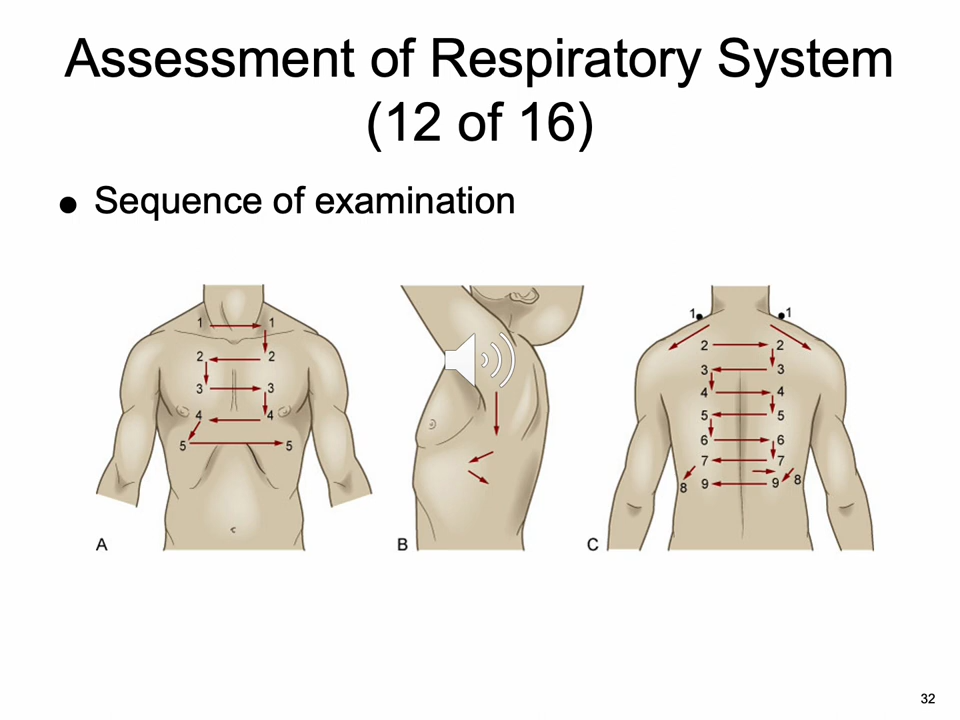 Assessment of Respiratory System
(12 of 16)
● Sequence of examination
1 1
2 2
3 3
4 4
5 5
A
B
1 1
2 2
3 3
4 4
5 5
6 6
7 7
8 9 9 8
C
32